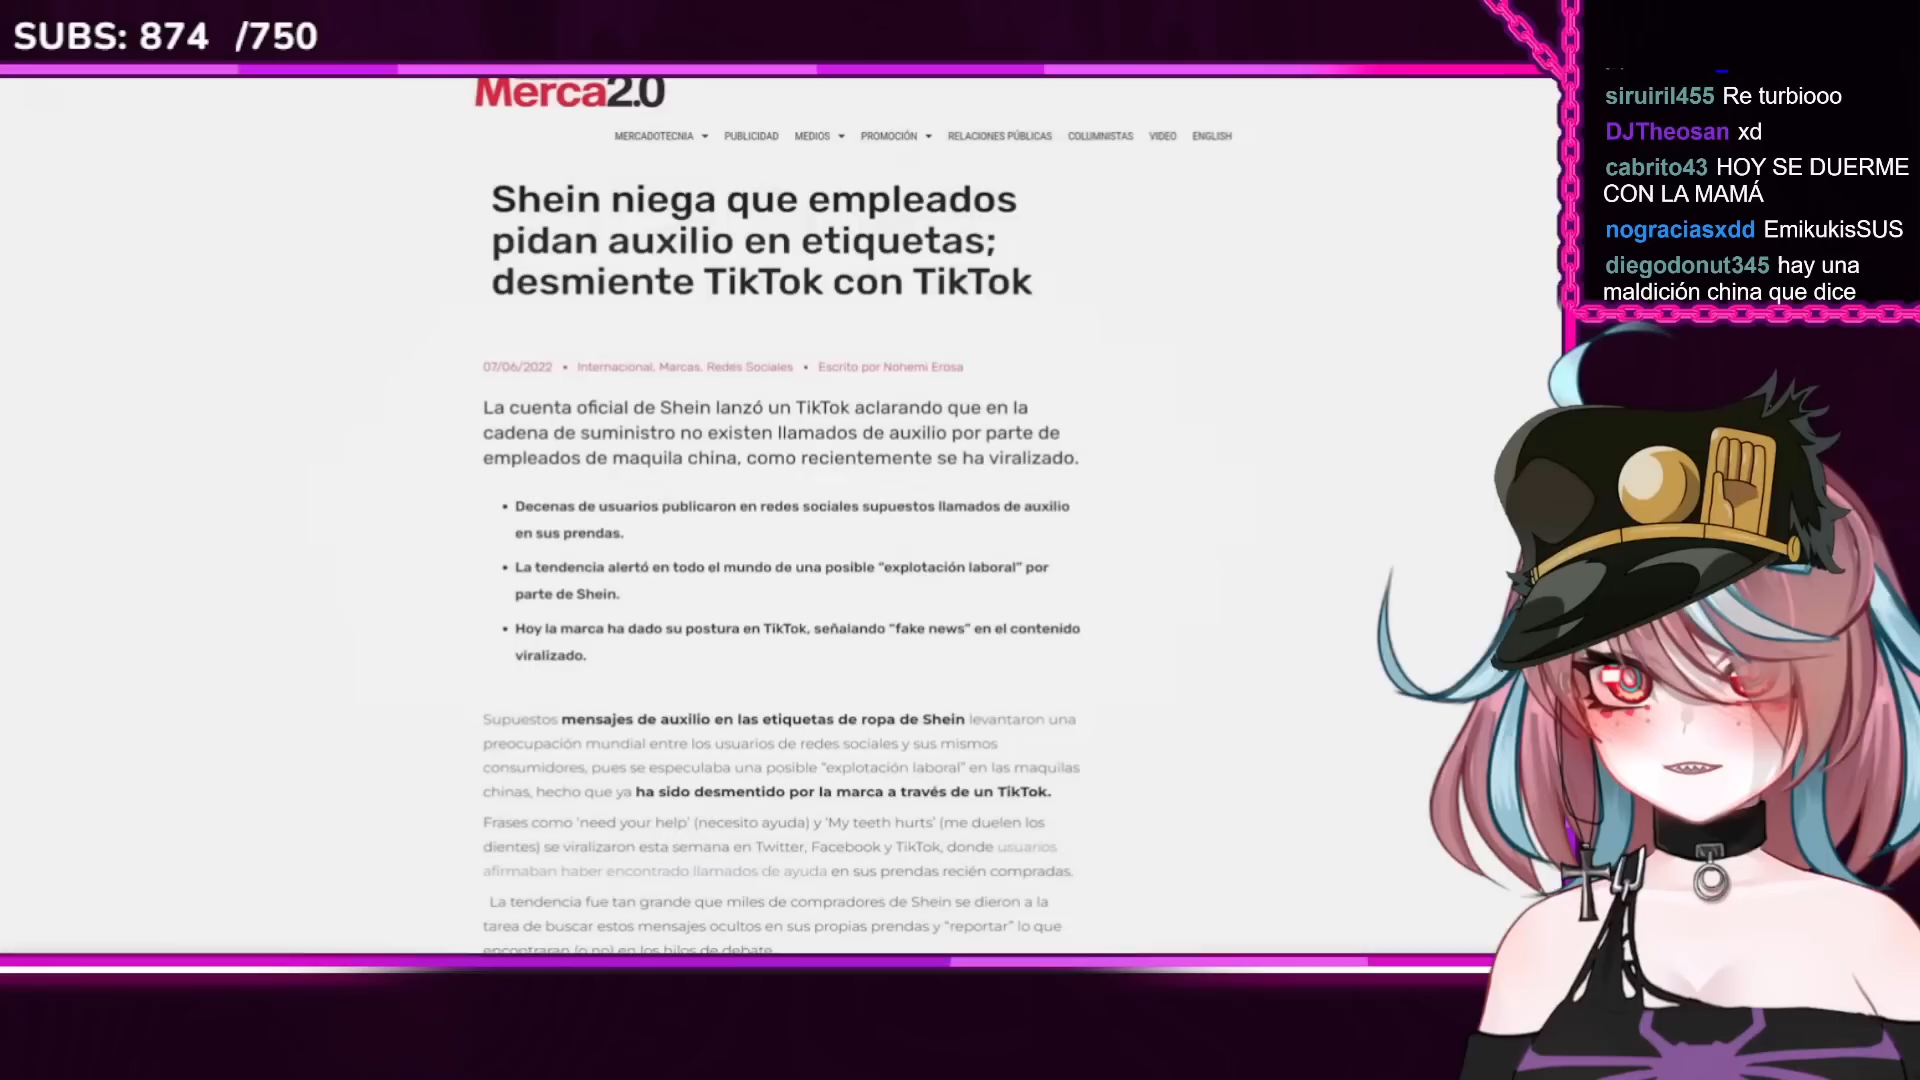 SUBS: 874 /750
Merca2.0
MERCADOTECNIA PUBLICIDAD MEDIOS PROMOCIÓN RELACIONES PÚBLICAS COLUMNISTAS VIDEO ENGLISH
Shein niega que empleados
pidan auxilio en etiquetas;
desmiente TikTok con TikTok
07/06/2022 • Internacional, Marcas, Redes Sociales • Escrito por Nohemi Erosa
La cuenta oficial de Shein lanzó un TikTok aclarando que en la
cadena de suministro no existen llamados de auxilio por parte de
empleados de maquila china, como recientemente se ha viralizado.
• Decenas de usuarios publicaron en redes sociales supuestos llamados de auxilio
en sus prendas.
• La tendencia alertó en todo el mundo de una posible “explotación laboral” por
parte de Shein.
• Hoy la marca ha dado su postura en TikTok, señalando “fake news” en el contenido
viralizado.
Supuestos mensajes de auxilio en las etiquetas de ropa de Shein levantaron una
preocupación mundial entre los usuarios de redes sociales y sus mismos
consumidores, pues se especulaba una posible “explotación laboral” en las maquilas
chinas, hecho que ya ha sido desmentido por la marca a través de un TikTok.
Frases como ‘need your help’ (necesito ayuda) y ‘My teeth hurts’ (me duelen los
dientes) se viralizaron esta semana en Twitter, Facebook y TikTok, donde usuarios
afirmaban haber encontrado llamados de ayuda en sus prendas recién compradas.
La tendencia fue tan grande que miles de compradores de Shein se dieron a la
tarea de buscar estos mensajes ocultos en sus propias prendas y “reportar” lo que
encontraran (o no) en los hilos de debate
siruiril455 Re turbiooo
DJTheosan xd
cabrito43 HOY SE DUERME
CON LA MAMÁ
nograciasxdd EmikukisSUS
diegodonut345 hay una
maldición china que dice